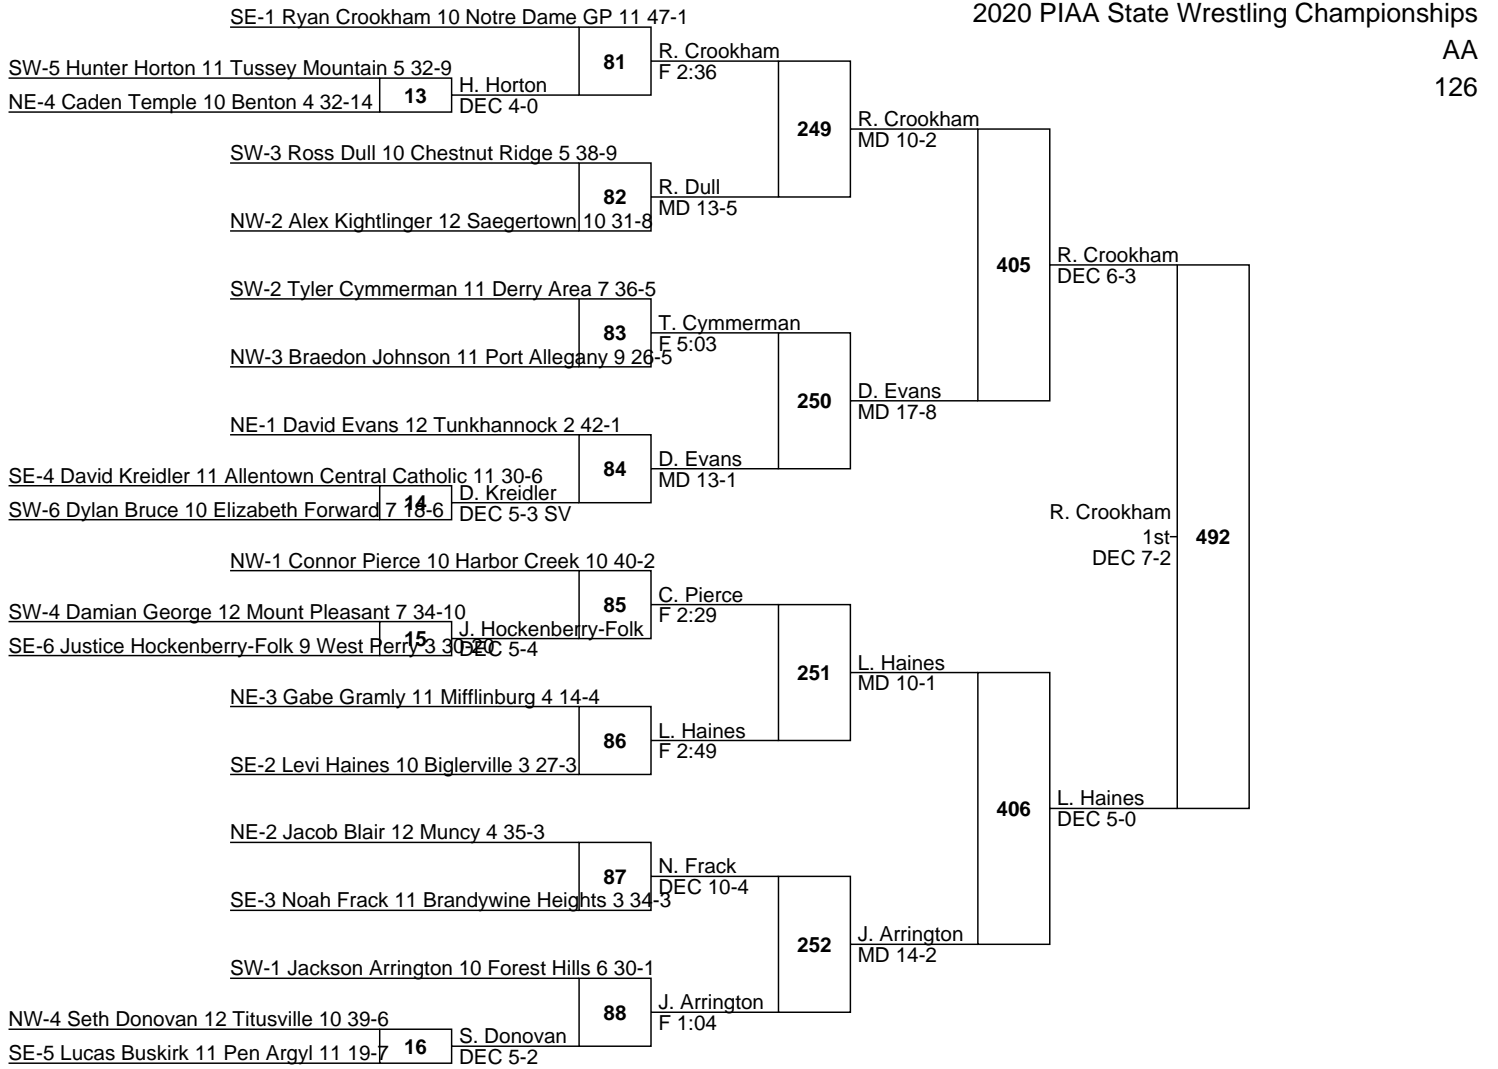 2020 PIAA State Wrestling Championships
AA
126
SE-1 Ryan Crookham 10 Notre Dame GP 11 47-1
81
R. Crookham
F 2:36
SW-5 Hunter Horton 11 Tussey Mountain 5 32-9
NE-4 Caden Temple 10 Benton 4 32-14
13
H. Horton
DEC 4-0
249
R. Crookham
MD 10-2
SW-3 Ross Dull 10 Chestnut Ridge 5 38-9
82
R. Dull
MD 13-5
NW-2 Alex Kightlinger 12 Saegertown 10 31-8
405
R. Crookham
DEC 6-3
SW-2 Tyler Cymmerman 11 Derry Area 7 36-5
83
T. Cymmerman
F 5:03
NW-3 Braedon Johnson 11 Port Allegany 9 26-5
250
D. Evans
MD 17-8
NE-1 David Evans 12 Tunkhannock 2 42-1
84
D. Evans
MD 13-1
SE-4 David Kreidler 11 Allentown Central Catholic 11 30-6
SW-6 Dylan Bruce 10 Elizabeth Forward 7 18-6
14
D. Kreidler
DEC 5-3 SV
R. Crookham
1st
DEC 7-2
492
NW-1 Connor Pierce 10 Harbor Creek 10 40-2
85
C. Pierce
F 2:29
SW-4 Damian George 12 Mount Pleasant 7 34-10
SE-6 Justice Hockenberry-Folk 9 West Perry 3 30-20
15
J. Hockenberry-Folk
DEC 5-4
251
L. Haines
MD 10-1
NE-3 Gabe Gramly 11 Mifflinburg 4 14-4
86
L. Haines
F 2:49
SE-2 Levi Haines 10 Biglerville 3 27-3
406
L. Haines
DEC 5-0
NE-2 Jacob Blair 12 Muncy 4 35-3
87
N. Frack
DEC 10-4
SE-3 Noah Frack 11 Brandywine Heights 3 34-3
252
J. Arrington
MD 14-2
SW-1 Jackson Arrington 10 Forest Hills 6 30-1
88
J. Arrington
F 1:04
NW-4 Seth Donovan 12 Titusville 10 39-6
SE-5 Lucas Buskirk 11 Pen Argyl 11 19-7
16
S. Donovan
DEC 5-2